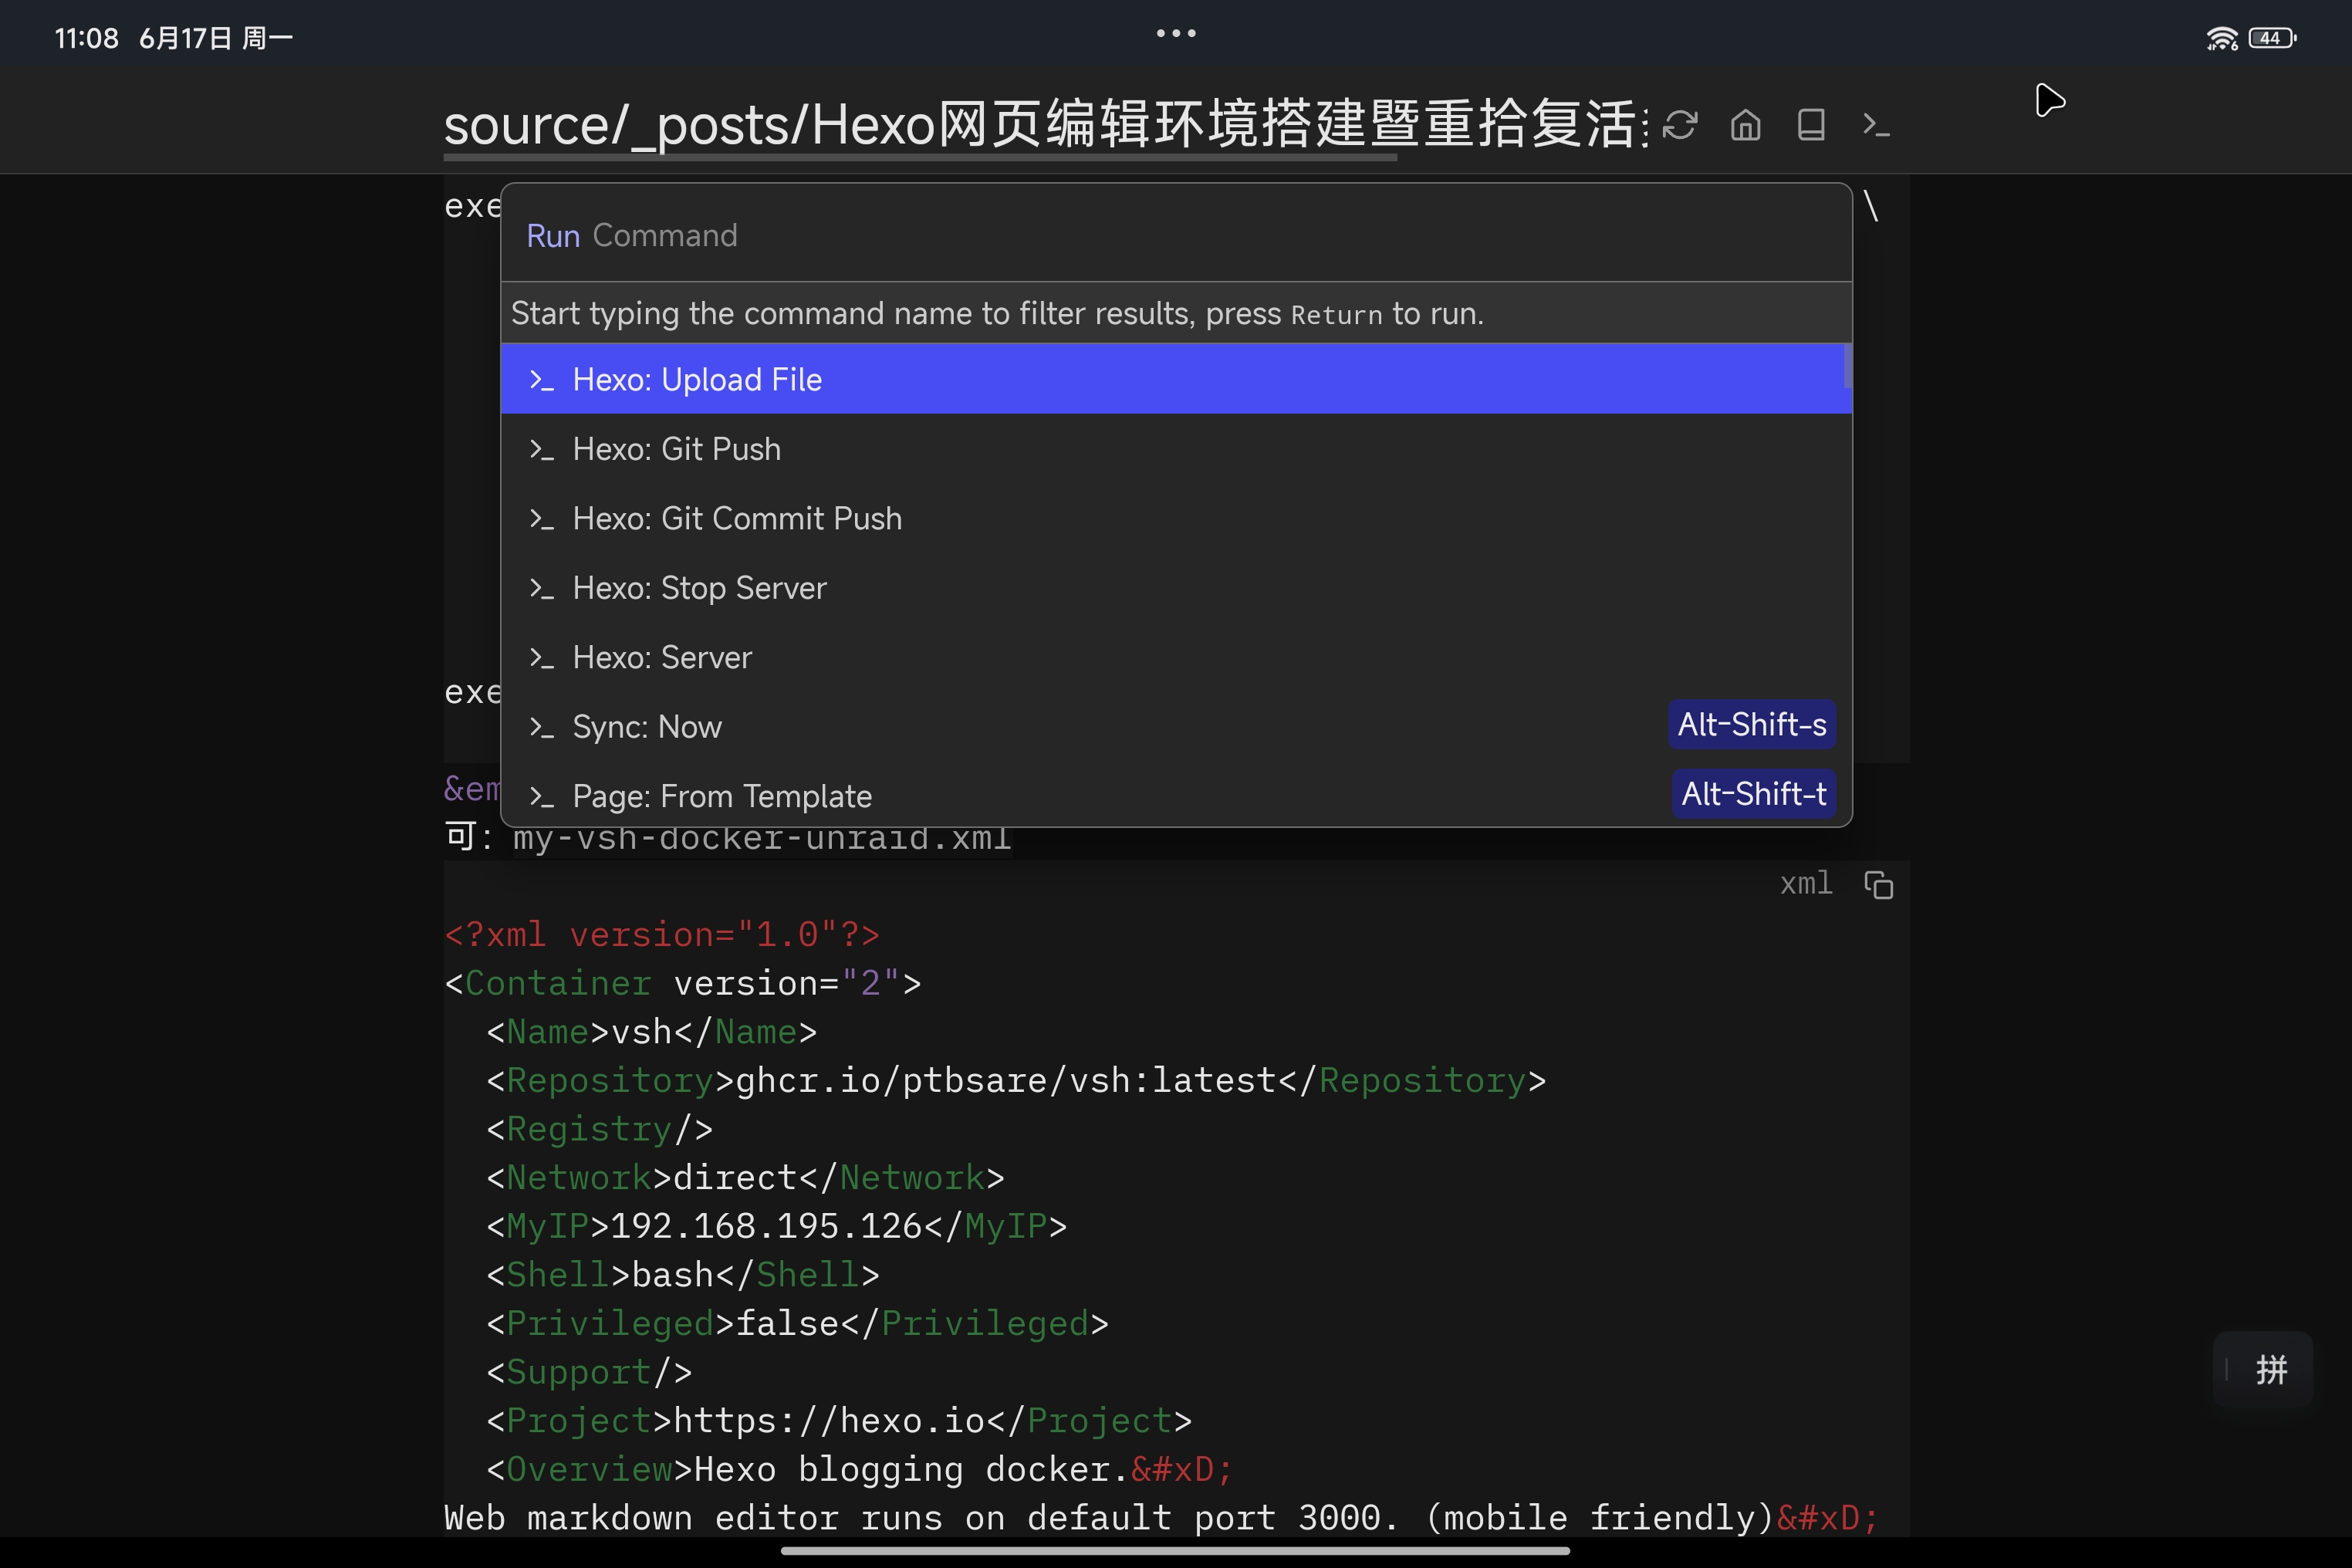 11:08 6月17日 周一
44
source/_posts/Hexo网页编辑环境搭建暨重拾复活
exe \
Run Command
Start typing the command name to filter results, press Return to run.
Hexo: Upload File
Hexo: Git Push
Hexo: Git Commit Push
Hexo: Stop Server
Hexo: Server
exe
Sync: Now Alt-Shift-s
Page: From Template Alt-Shift-t
&em
可: my-vsh-docker-unraid.xml
xml
<?xml version="1.0"?>
<Container version="2">
<Name>vsh</Name>
<Repository>ghcr.io/ptbsare/vsh:latest</Repository>
<Registry/>
<Network>direct</Network>
<MyIP>192.168.195.126</MyIP>
<Shell>bash</Shell>
<Privileged>false</Privileged>
<Support/>
拼
<Project>https://hexo.io</Project>
<Overview>Hexo blogging docker.&#xD;
Web markdown editor runs on default port 3000. (mobile friendly)&#xD;